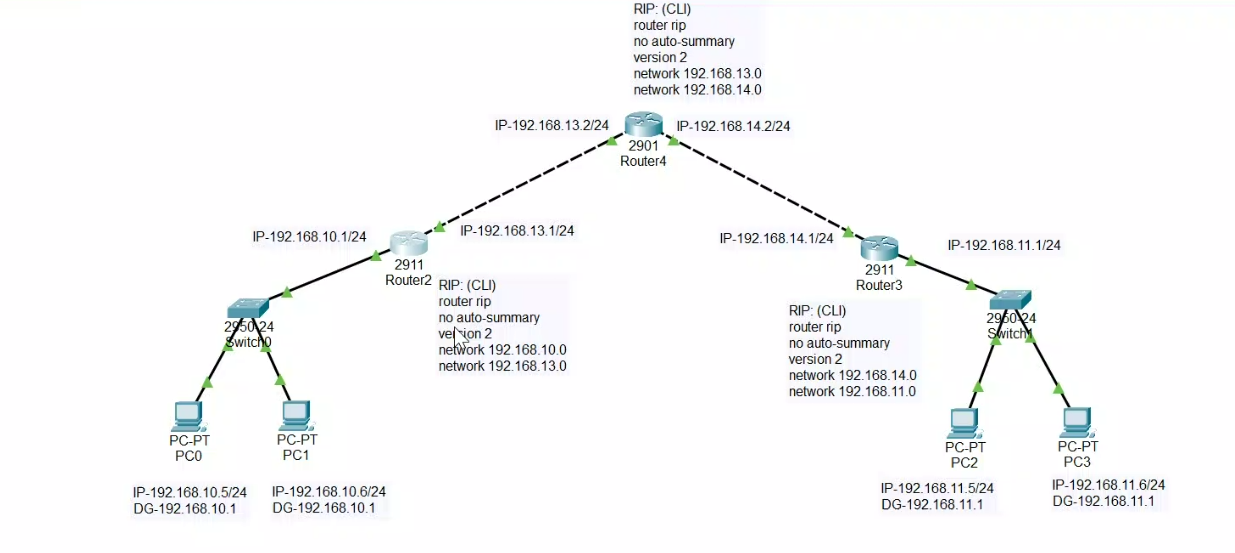 RIP: (CLI)
router rip
no auto-summary
version 2
network 192.168.13.0
network 192.168.14.0
IP-192.168.13.2/24
IP-192.168.14.2/24
2901
Router4
IP-192.168.10.1/24
IP-192.168.13.1/24
IP-192.168.14.1/24
IP-192.168.11.1/24
2911
Router2
2911
Router3
RIP: (CLI)
router rip
no auto-summary
version 2
network 192.168.10.0
network 192.168.13.0
RIP: (CLI)
router rip
no auto-summary
version 2
network 192.168.14.0
network 192.168.11.0
2950-24
Switch0
2950-24
Switch1
PC-PT
PC0
PC-PT
PC1
PC-PT
PC2
PC-PT
PC3
IP-192.168.10.5/24
DG-192.168.10.1
IP-192.168.10.6/24
DG-192.168.10.1
IP-192.168.11.5/24
DG-192.168.11.1
IP-192.168.11.6/24
DG-192.168.11.1